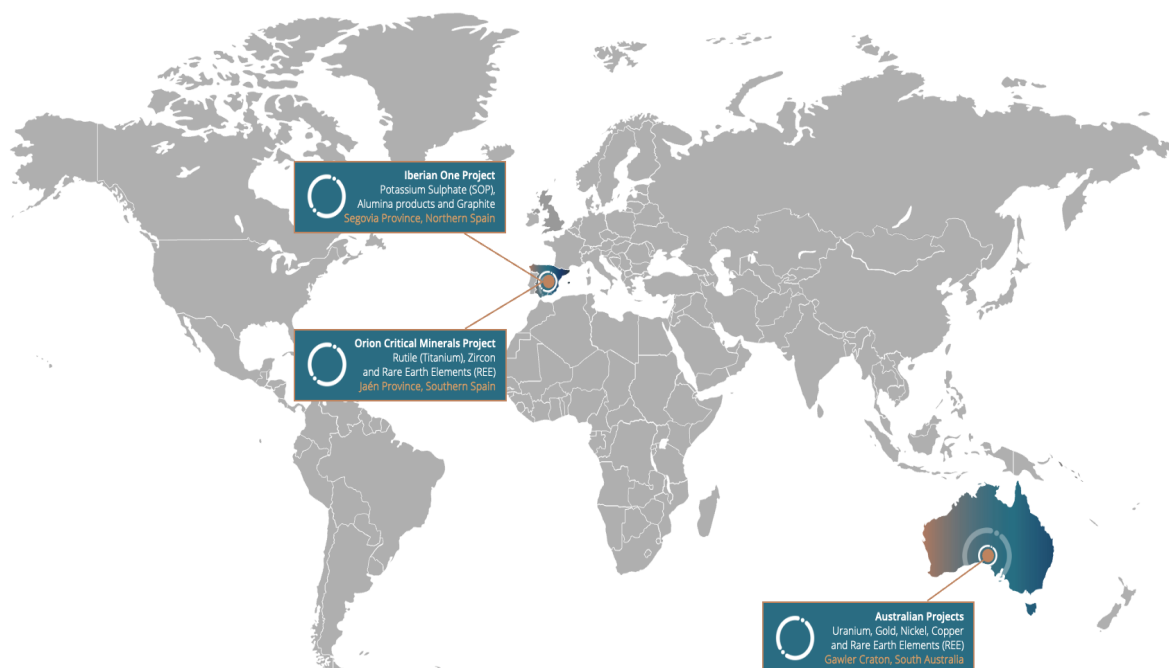 Iberian One Project
Potassium Sulphate (SOP),
Alumina products and Graphite
Segovia Province, Northern Spain
Orion Critical Minerals Project
Rutile (Titanium), Zircon
and Rare Earth Elements (REE)
Jaén Province, Southern Spain
Australian Projects
Uranium, Gold, Nickel, Copper
and Rare Earth Elements (REE)
Gawler Craton, South Australia